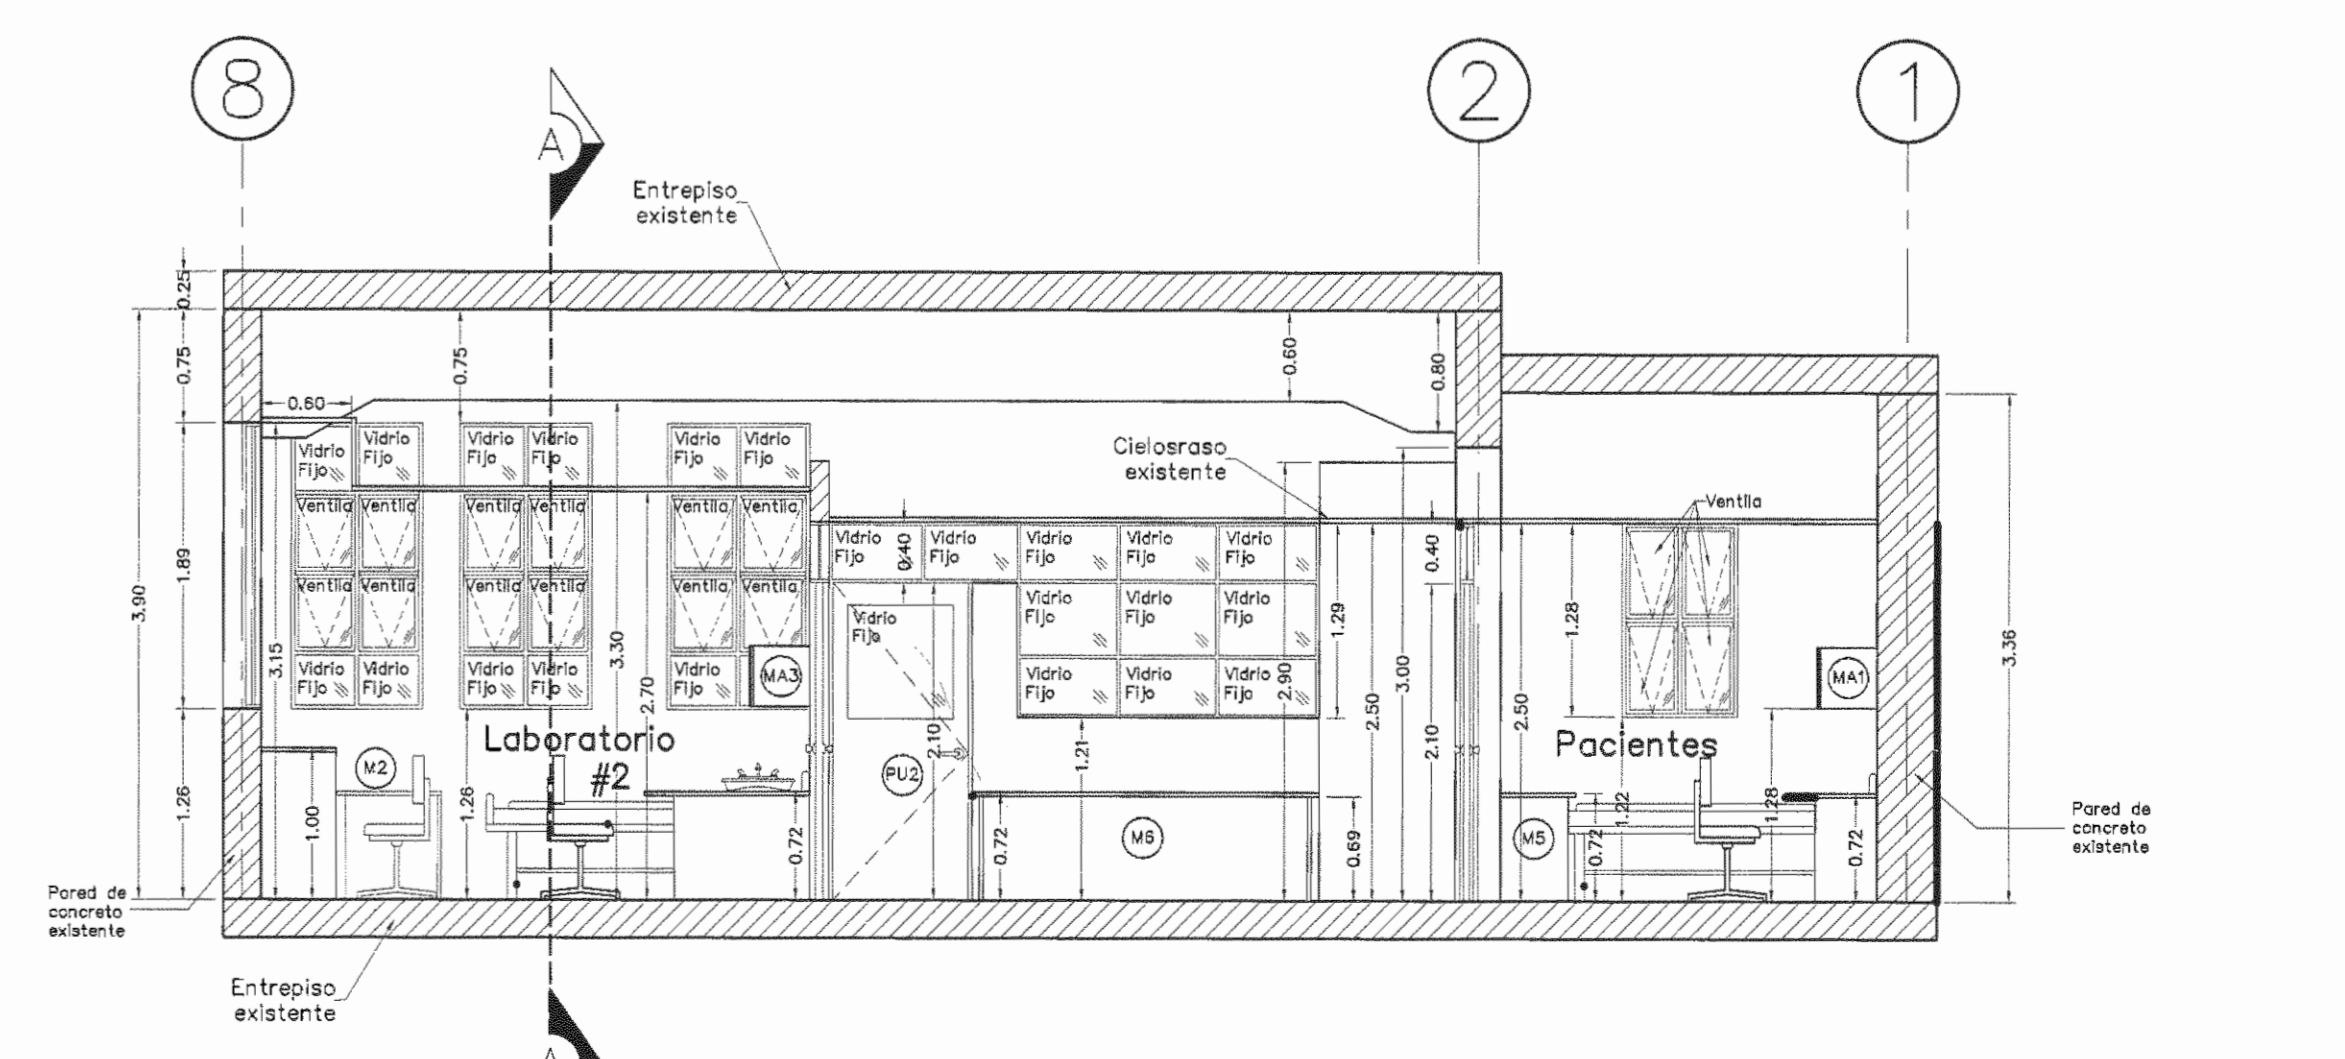 8
2
1
A
Entrepiso
existente
0.25
0.75
0.75
0.60
0.80
0.60
Vidrio
Fijo
Vidrio
Fijo
Vidrio
Fijo
Vidrio
Fijo
Vidrio
Fijo
Vidrio
Fijo
Cielosraso
existente
Ventila
Ventila
Ventila
Ventila
Ventila
Ventila
Ventila
Vidrio
Fijo
0.40
Vidrio
Fijo
Vidrio
Fijo
Vidrio
Fijo
Vidrio
Fijo
0.40
1.89
3.90
Ventila
Ventila
Ventila
Ventila
Ventila
Ventila
Vidrio
Fijo
Vidrio
Fijo
Vidrio
Fijo
Vidrio
Fijo
1.29
1.28
3.15
3.30
3.36
Vidrio
Fijo
Vidrio
Fijo
Vidrio
Fijo
Vidrio
Fijo
Vidrio
Fijo
MA3
Vidrio
Fijo
Vidrio
Fijo
Vidrio
Fijo
2.90
3.00
MA1
2.70
2.50
2.50
Laboratorio
#2
2.10
2.10
1.21
Pacientes
M2
PU2
1.26
1.00
1.26
0.72
0.72
M6
0.69
M5
0.72
1.22
1.28
0.72
Pared de
concreto
existente
Pared de
concreto
existente
Entrepiso
existente
A